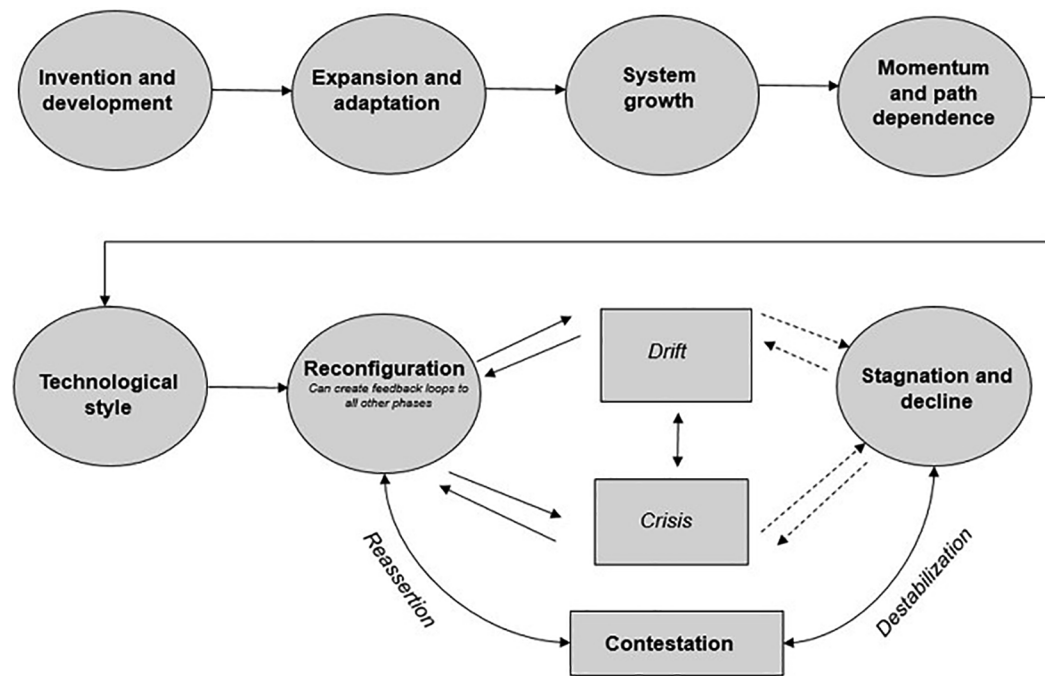 Invention and
development
Expansion and
adaptation
System
growth
Momentum
and path
dependence
Technological
style
Reconfiguration
Can create feedback loops to
all other phases
Drift
Stagnation and
decline
Crisis
Reassertion
Contestation
Destabilization